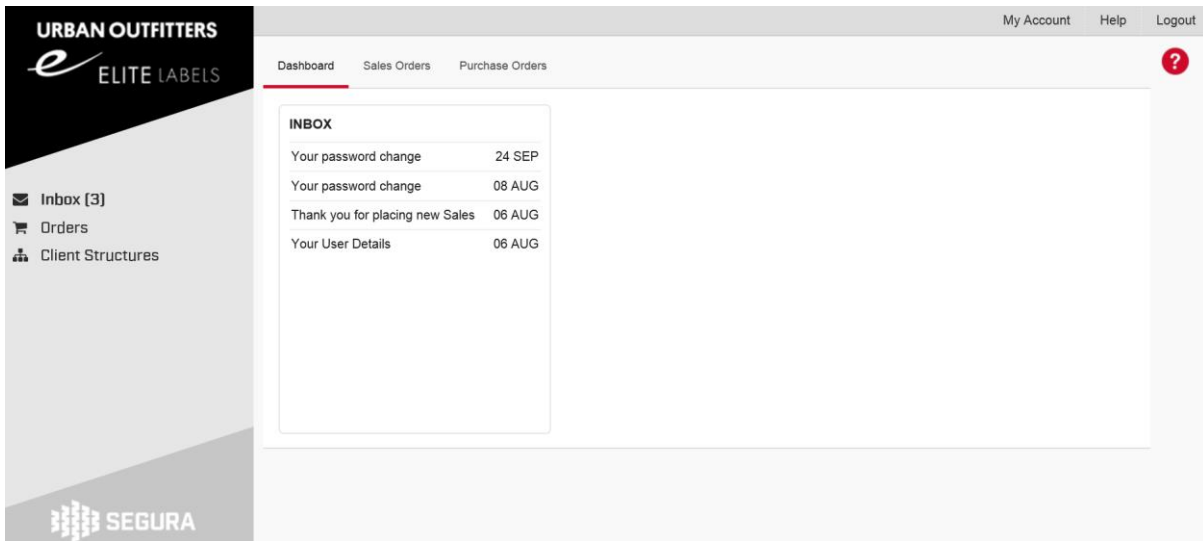 URBAN OUTFITTERS
ELITE LABELS
My Account Help Logout
Dashboard Sales Orders Purchase Orders
?
INBOX
Your password change 24 SEP
Your password change 08 AUG
Thank you for placing new Sales 06 AUG
Your User Details 06 AUG
Inbox (3)
Orders
Client Structures
SEGURA